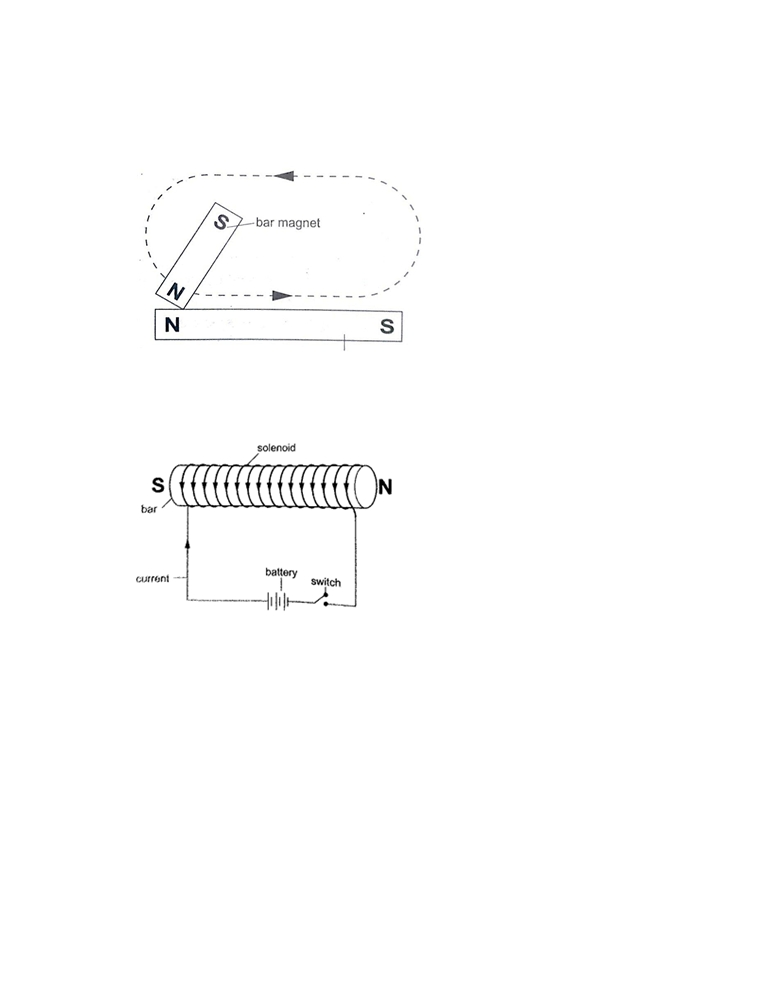 S
bar magnet
N
N S
solenoid
S N
bar
battery
current
switch